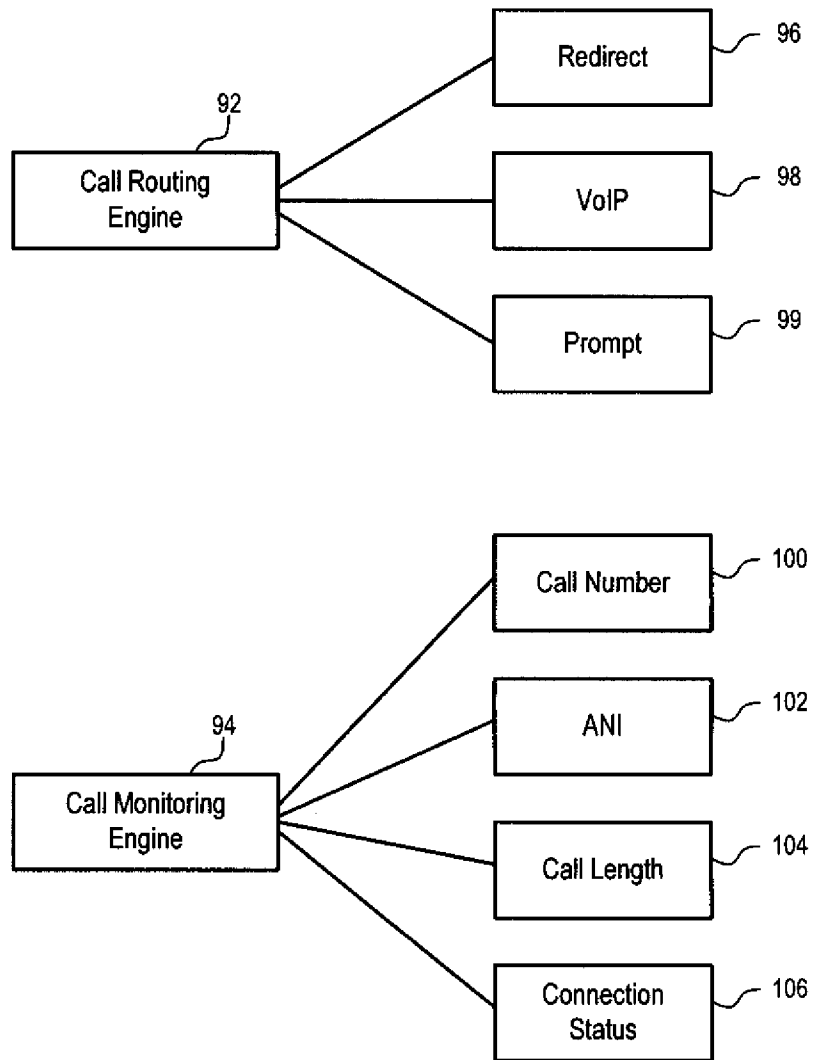 Redirect
96
92
Call Routing
Engine
VoIP
98
Prompt
99
Call Number
100
ANI
102
94
Call Monitoring
Engine
Call Length
104
Connection
Status
106